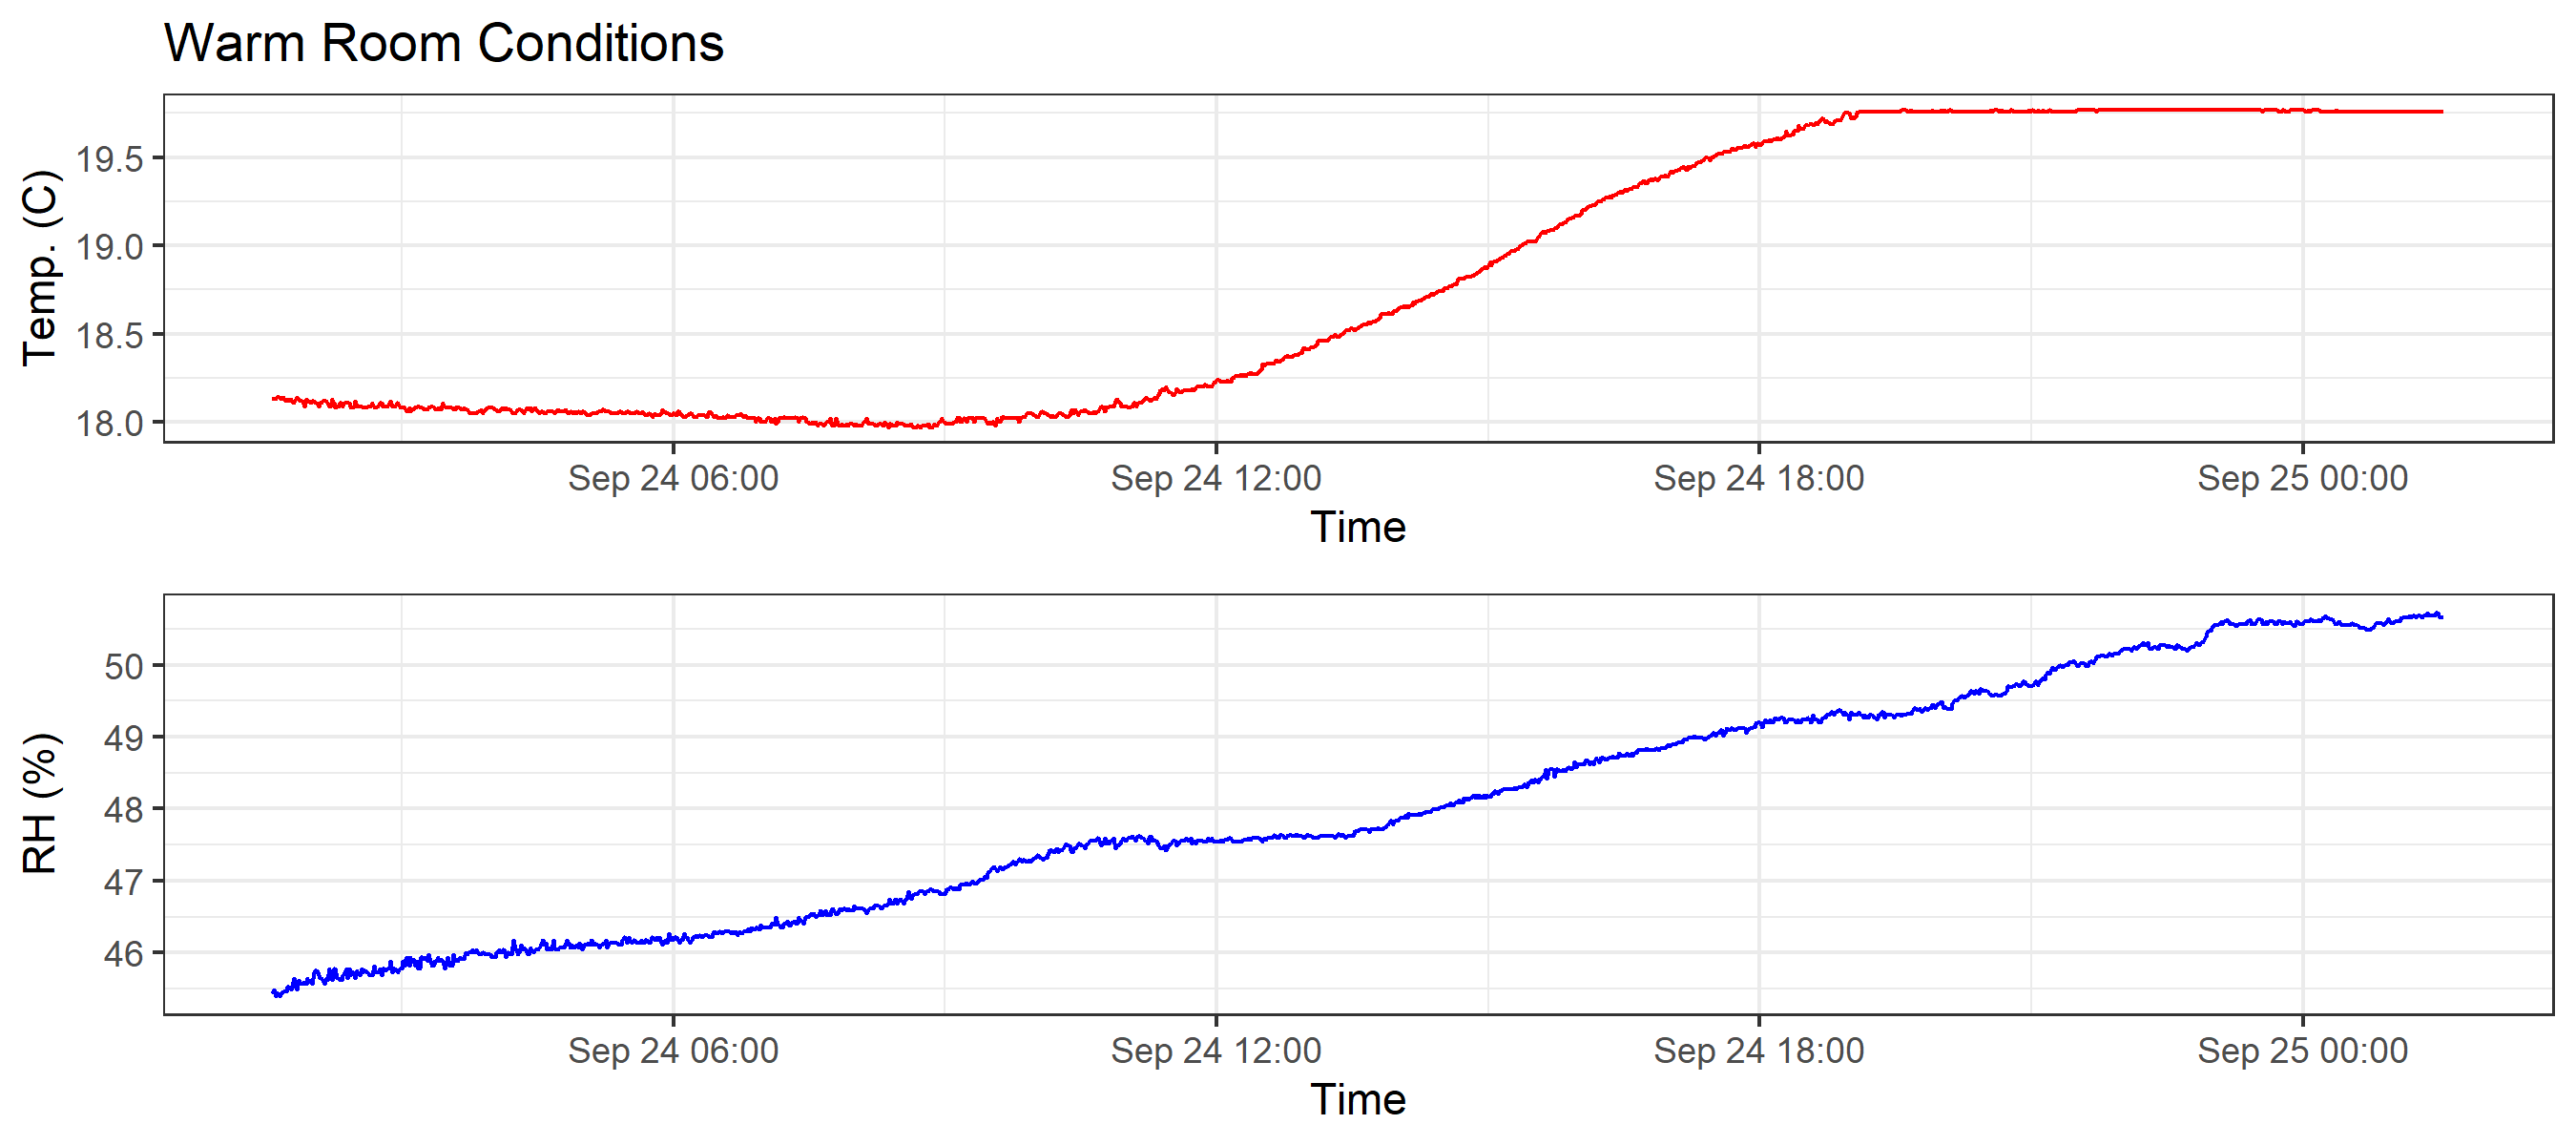 Warm Room Conditions
Temp. (C)
19.5
19.0
18.5
18.0
Sep 24 06:00 Sep 24 12:00 Sep 24 18:00 Sep 25 00:00
Time
RH (%)
50
49
48
47
46
Sep 24 06:00 Sep 24 12:00 Sep 24 18:00 Sep 25 00:00
Time